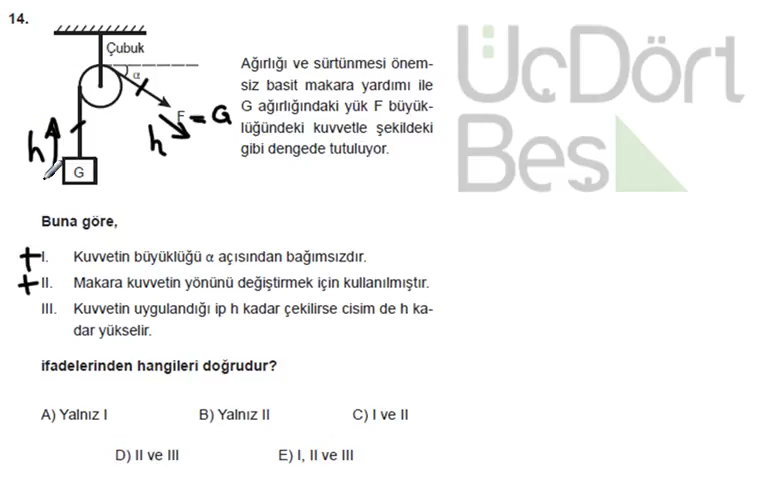 14.
Çubuk
α
Ağırlığı ve sürtünmesi önem-
siz basit makara yardımı ile
G ağırlığındaki yük F büyük-
lüğündeki kuvvetle şekildeki
gibi dengede tutuluyor.
F = G
h
h
G
ÜçDört
Beş
Buna göre,
+ I. Kuvvetin büyüklüğü α açısından bağımsızdır.
+ II. Makara kuvvetin yönünü değiştirmek için kullanılmıştır.
III. Kuvvetin uygulandığı ip h kadar çekilirse cisim de h ka-
dar yükselir.
ifadelerinden hangileri doğrudur?
A) Yalnız I B) Yalnız II C) I ve II
D) II ve III E) I, II ve III